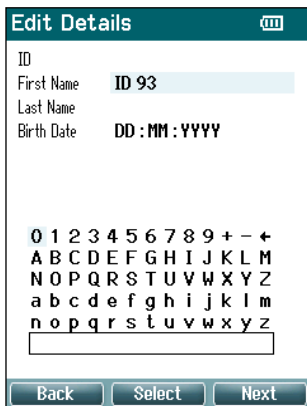 Edit Details
ID
First Name ID 93
Last Name
Birth Date DD : MM : YYYY
0 1 2 3 4 5 6 7 8 9 + - ←
A B C D E F G H I J K L M
N O P Q R S T U V W X Y Z
a b c d e f g h i j k l m
n o p q r s t u v w x y z
Back Select Next